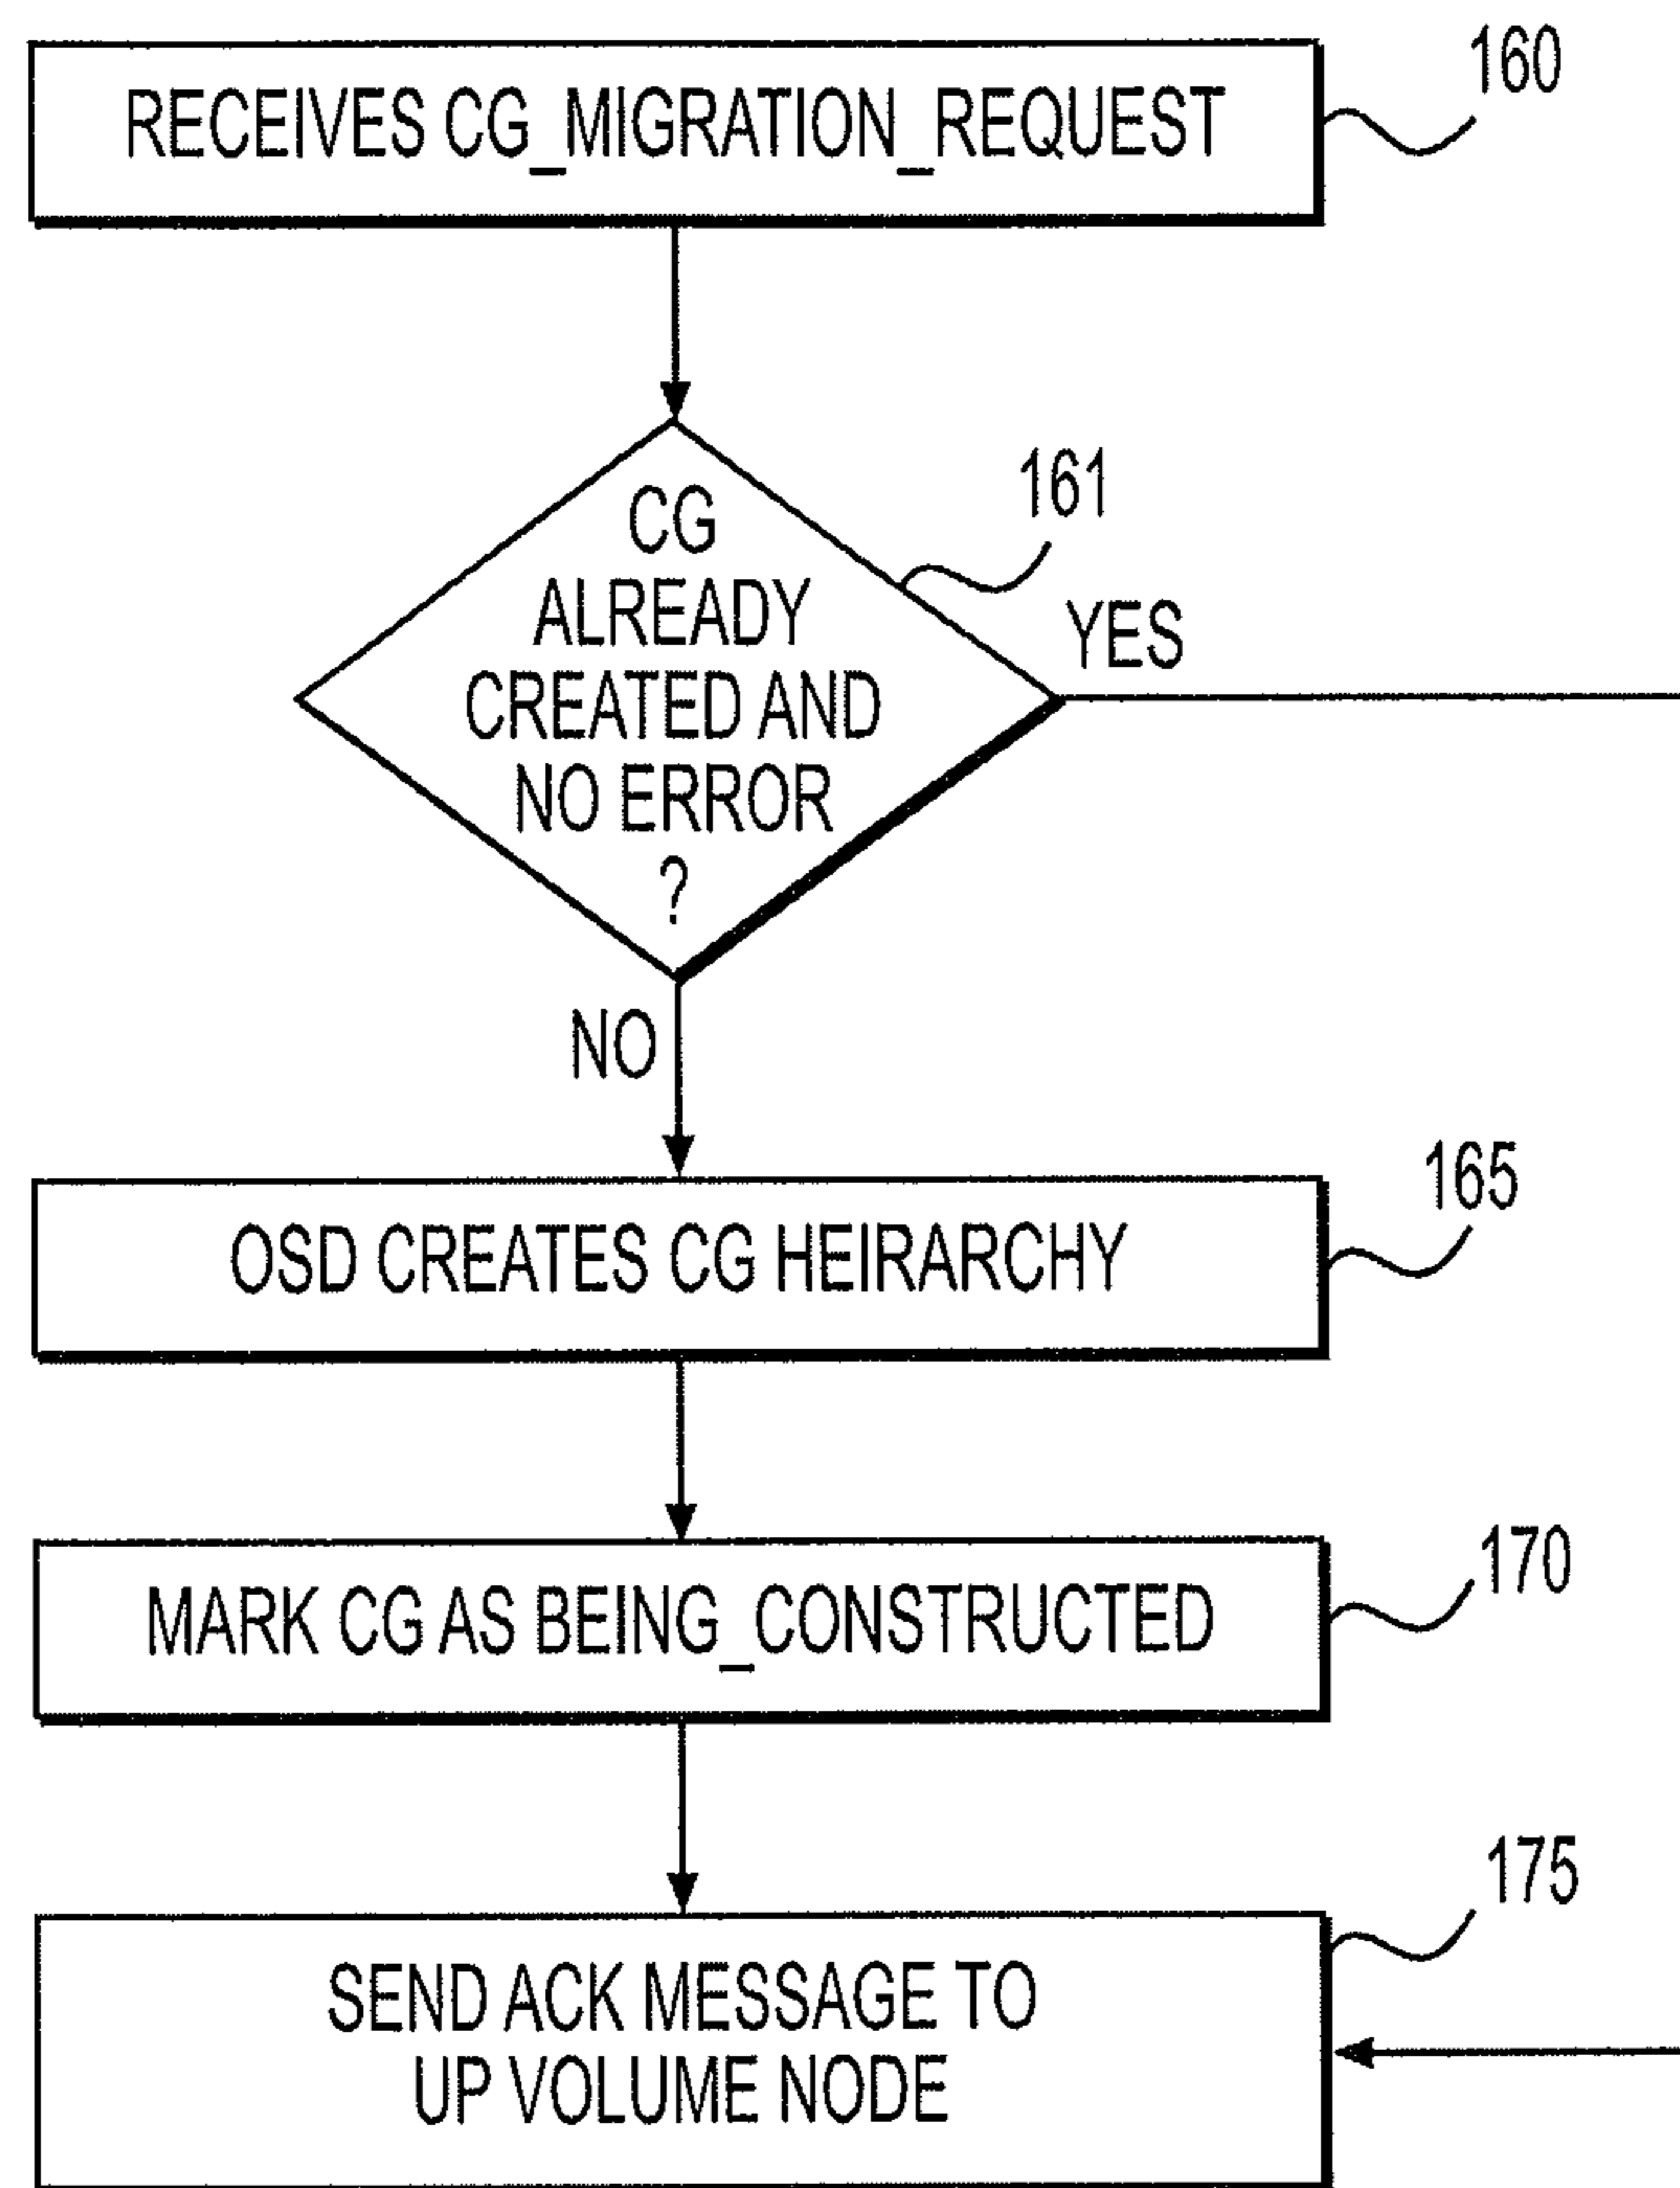 RECEIVES CG_MIGRATION_REQUEST
160
CG
ALREADY
CREATED AND
NO ERROR
?
161
YES
NO
OSD CREATES CG HEIRARCHY
165
MARK CG AS BEING_CONSTRUCTED
170
SEND ACK MESSAGE TO
UP VOLUME NODE
175